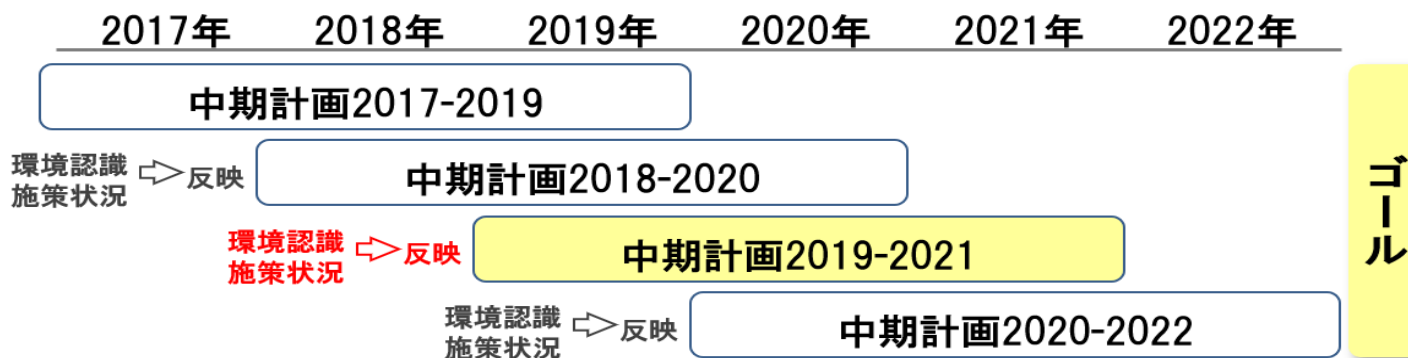 2017年 2018年 2019年 2020年 2021年 2022年
中期計画2017-2019
環境認識
施策状況
反映
中期計画2018-2020
環境認識
施策状況
反映
中期計画2019-2021
環境認識
施策状況
反映
中期計画2020-2022
ゴール